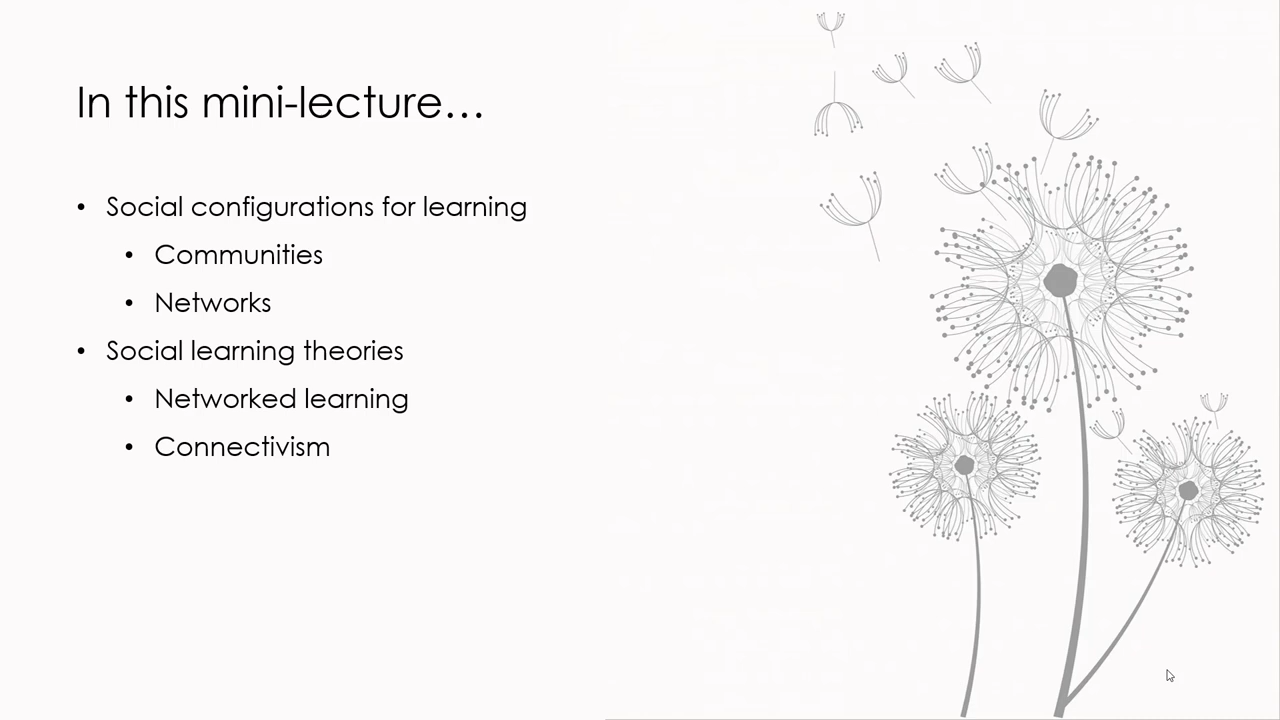 In this mini-lecture…
• Social configurations for learning
• Communities
• Networks
• Social learning theories
• Networked learning
• Connectivism